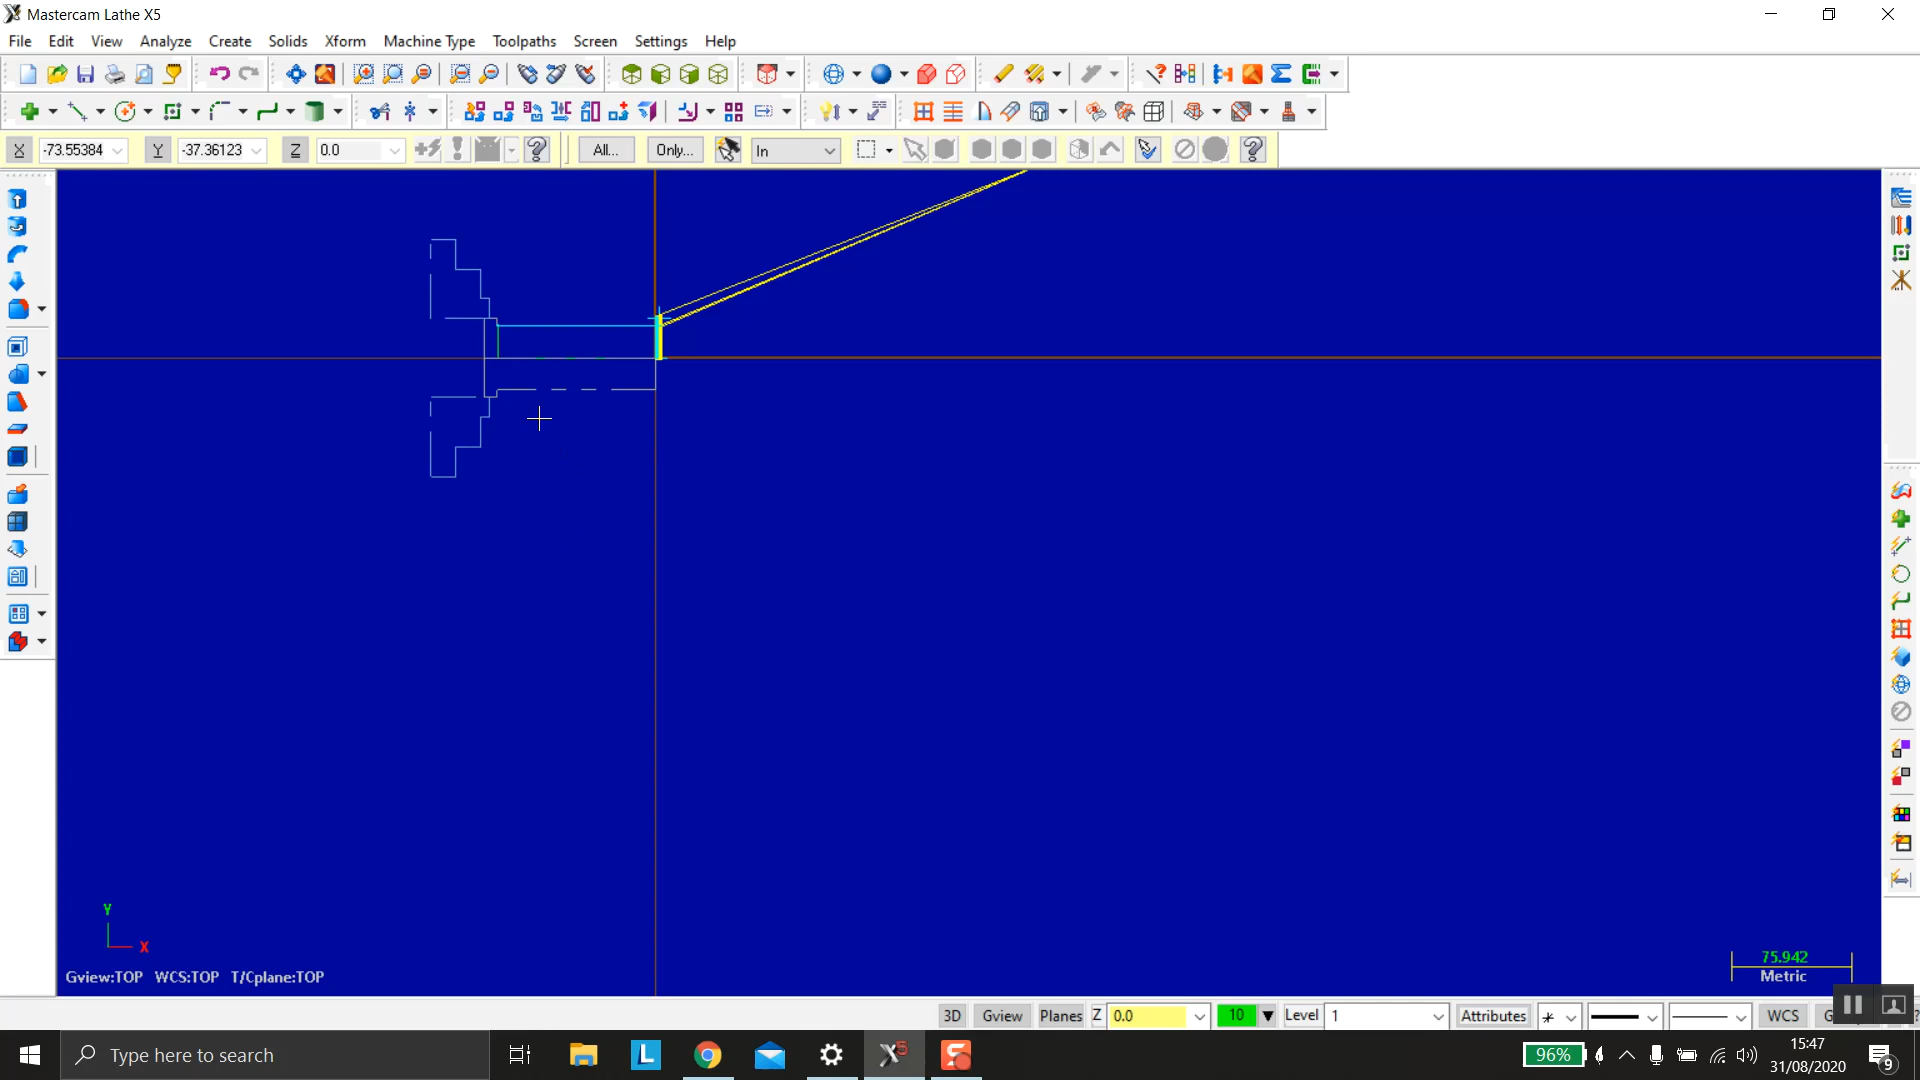 Mastercam Lathe X5
File Edit View Analyze Create Solids Xform Machine Type Toolpaths Screen Settings Help
X -73.55384 Y -37.36123 Z 0.0 All... Only... In
Y
X
Gview:TOP WCS:TOP T/Cplane:TOP
75.942
Metric
3D Gview Planes Z 0.0 10 Level 1 Attributes WCS G
Type here to search
L
X5
96%
15:47
31/08/2020
9